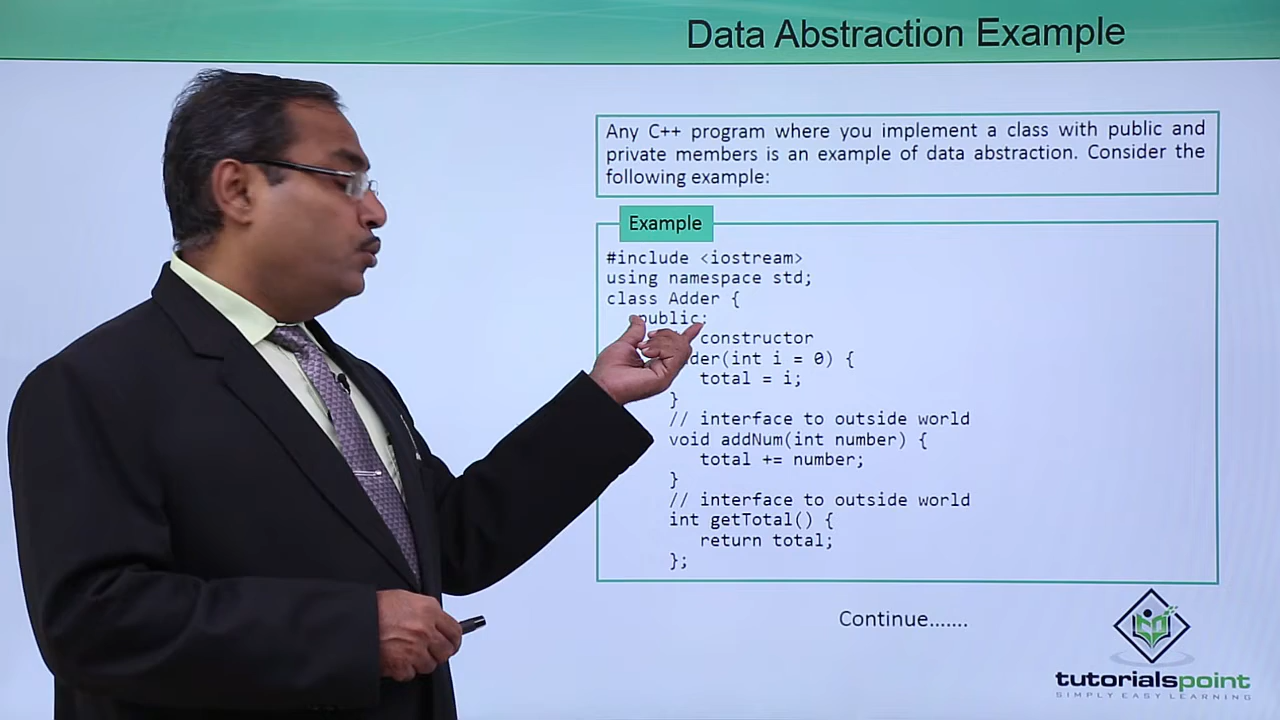 Data Abstraction Example
Any C++ program where you implement a class with public and
private members is an example of data abstraction. Consider the
following example:
Example
#include <iostream>
using namespace std;
class Adder {
public:
constructor
der(int i = 0) {
total = i;
}
// interface to outside world
void addNum(int number) {
total += number;
}
// interface to outside world
int getTotal() {
return total;
};
Continue.......
tutorialspoint
SIMPLY EASY LEARNING